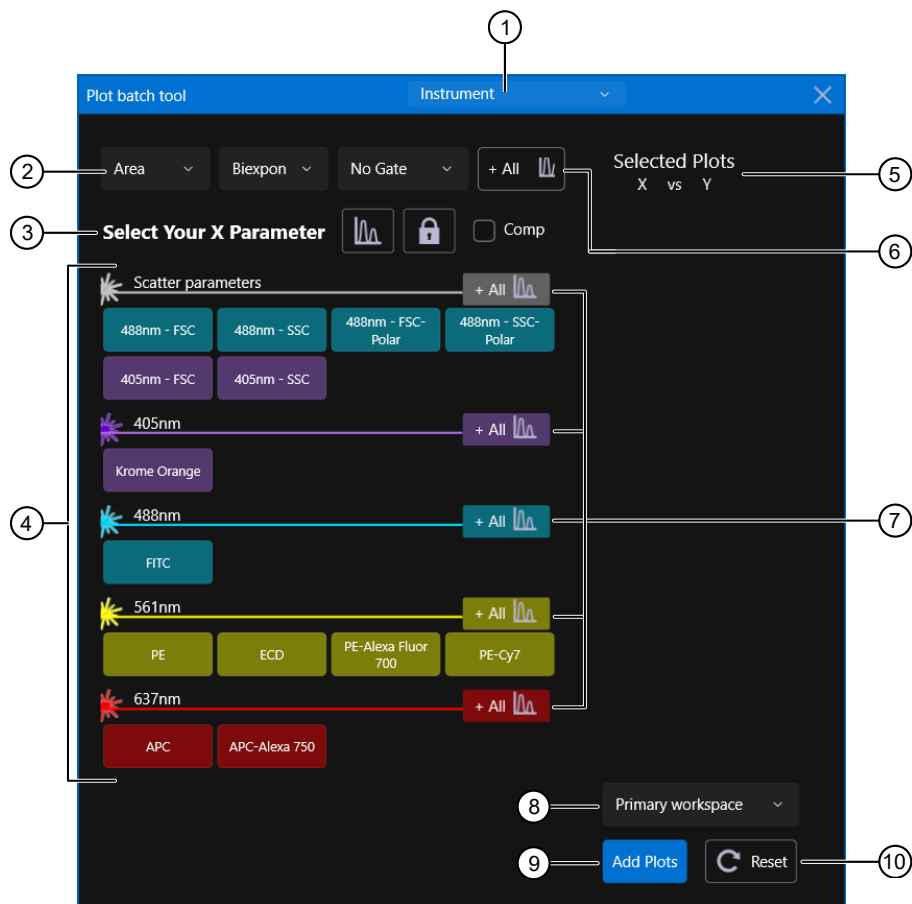 1
Plot batch tool
Instrument
2
Area
Biexpon
No Gate
+ All
Selected Plots
X vs Y
5
3
Select Your X Parameter
Comp
6
Scatter parameters
+ All
488nm - FSC
488nm - SSC
488nm - FSC-
Polar
488nm - SSC-
Polar
405nm - FSC
405nm - SSC
405nm
+ All
Krome Orange
4
488nm
+ All
7
FITC
561nm
+ All
PE
ECD
PE-Alexa Fluor
700
PE-Cy7
637nm
+ All
APC
APC-Alexa 750
8
Primary workspace
9
Add Plots
Reset
10